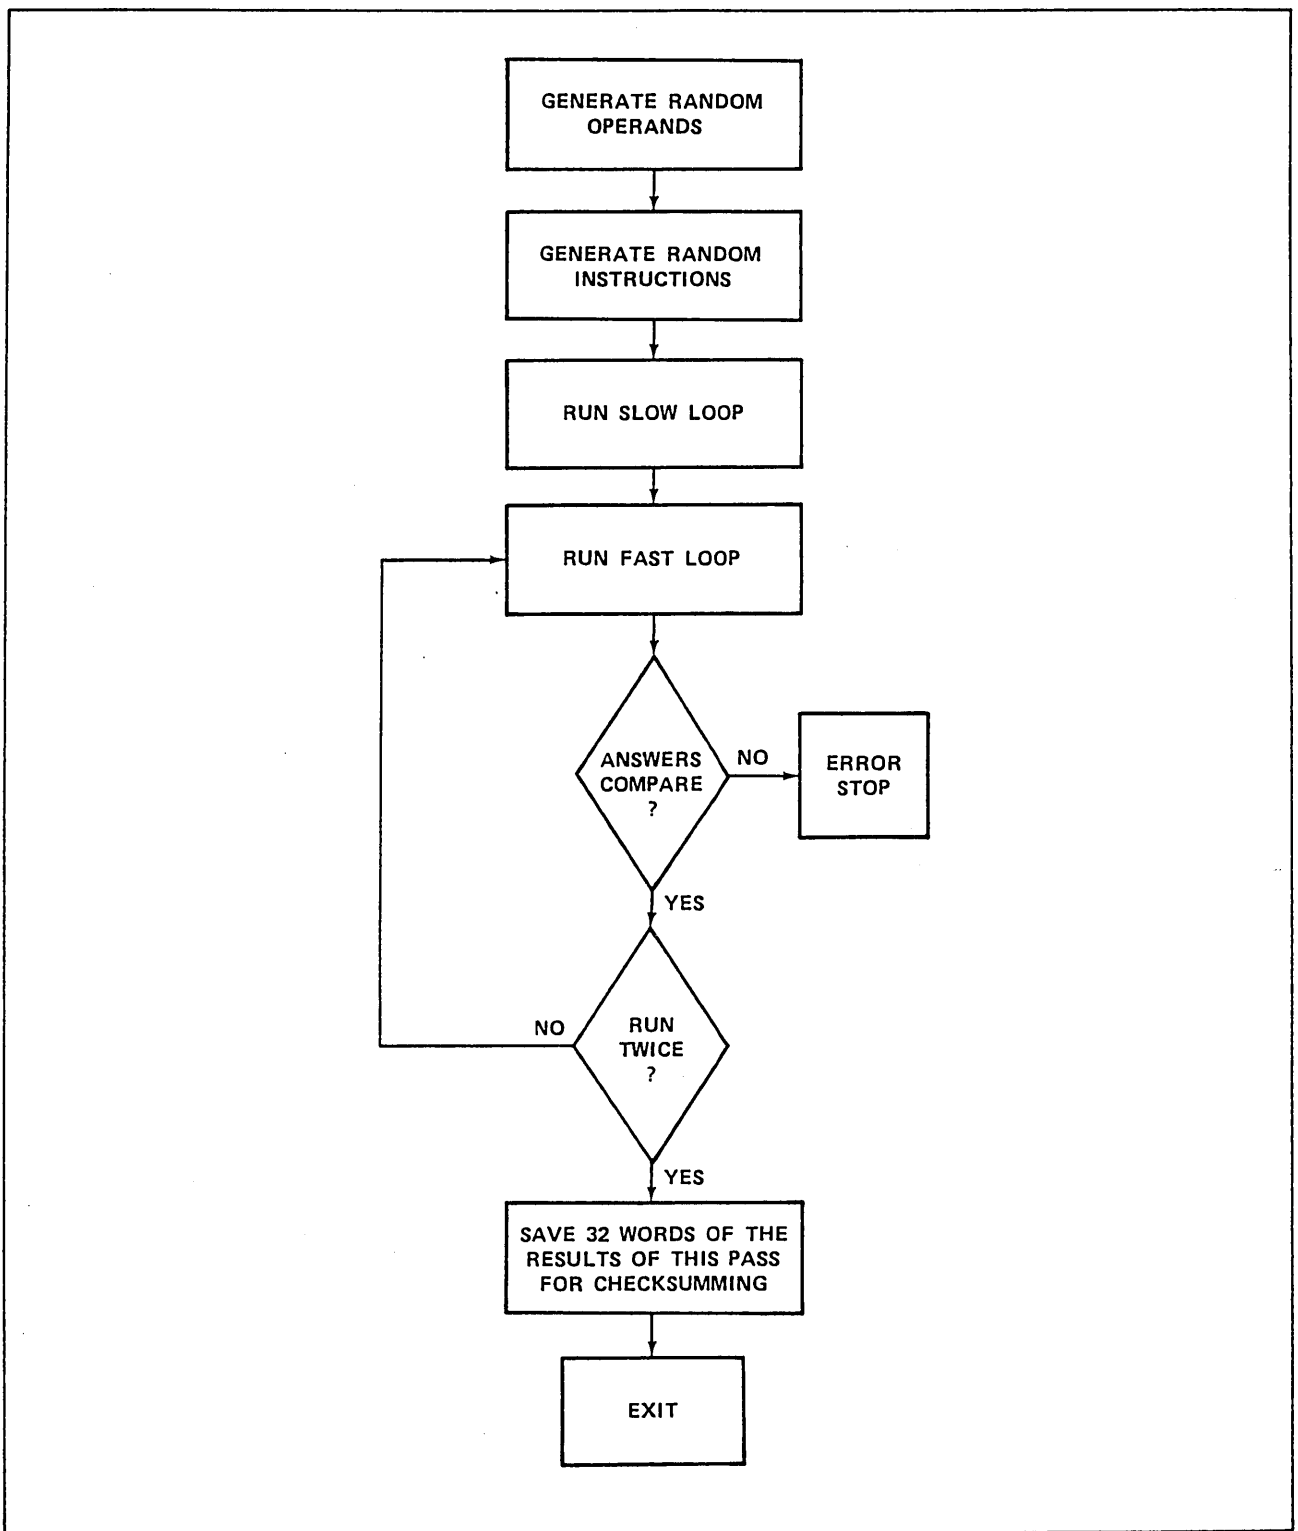 GENERATE RANDOM
OPERANDS
GENERATE RANDOM
INSTRUCTIONS
RUN SLOW LOOP
RUN FAST LOOP
ANSWERS
COMPARE
?
NO
ERROR
STOP
YES
NO
RUN
TWICE
?
YES
SAVE 32 WORDS OF THE
RESULTS OF THIS PASS
FOR CHECKSUMMING
EXIT